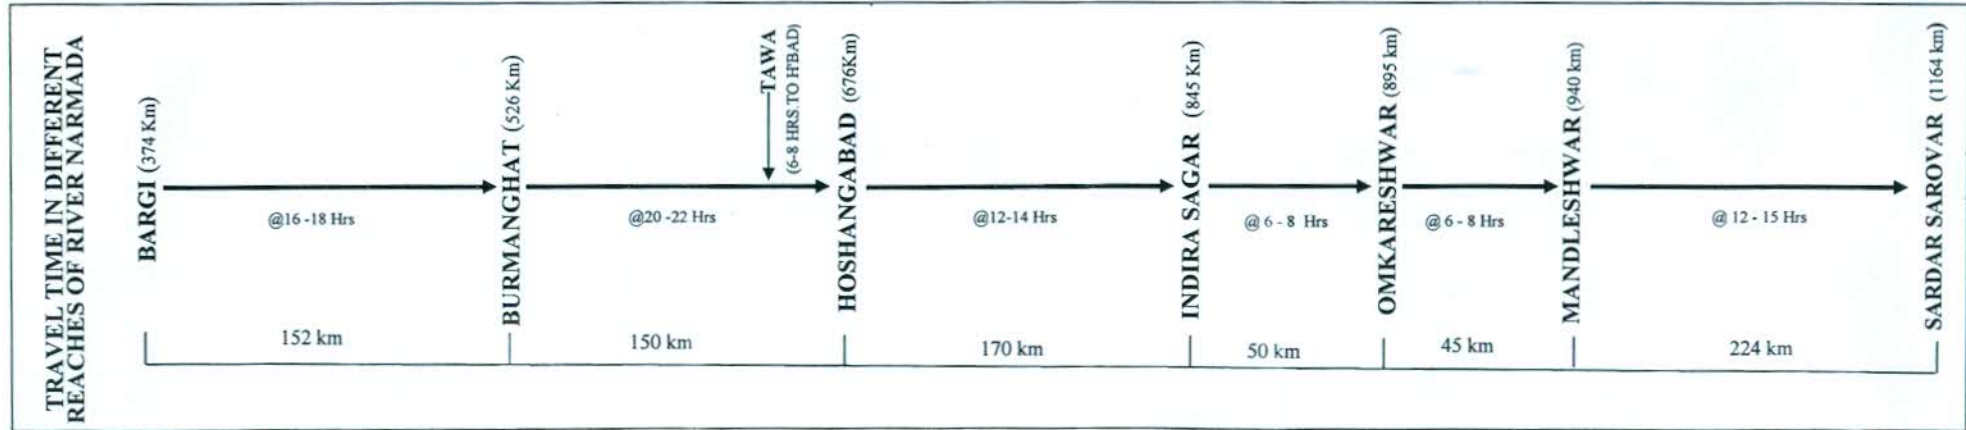 TRAVEL TIME IN DIFFERENT
REACHES OF RIVER NARMADA
BARGI (374 Km)
BURMANGHAT (526 Km)
TAWA
(6-8 HRS.TO H'BAD)
HOSHANGABAD (676Km)
INDIRA SAGAR (845 Km)
OMKARESHWAR (895 km)
MANDLESHWAR (940 km)
SARDAR SAROVAR (1164 km)
@16 -18 Hrs
@20 -22 Hrs
@12-14 Hrs
@ 6 - 8 Hrs
@ 6 - 8 Hrs
@ 12 - 15 Hrs
152 km
150 km
170 km
50 km
45 km
224 km